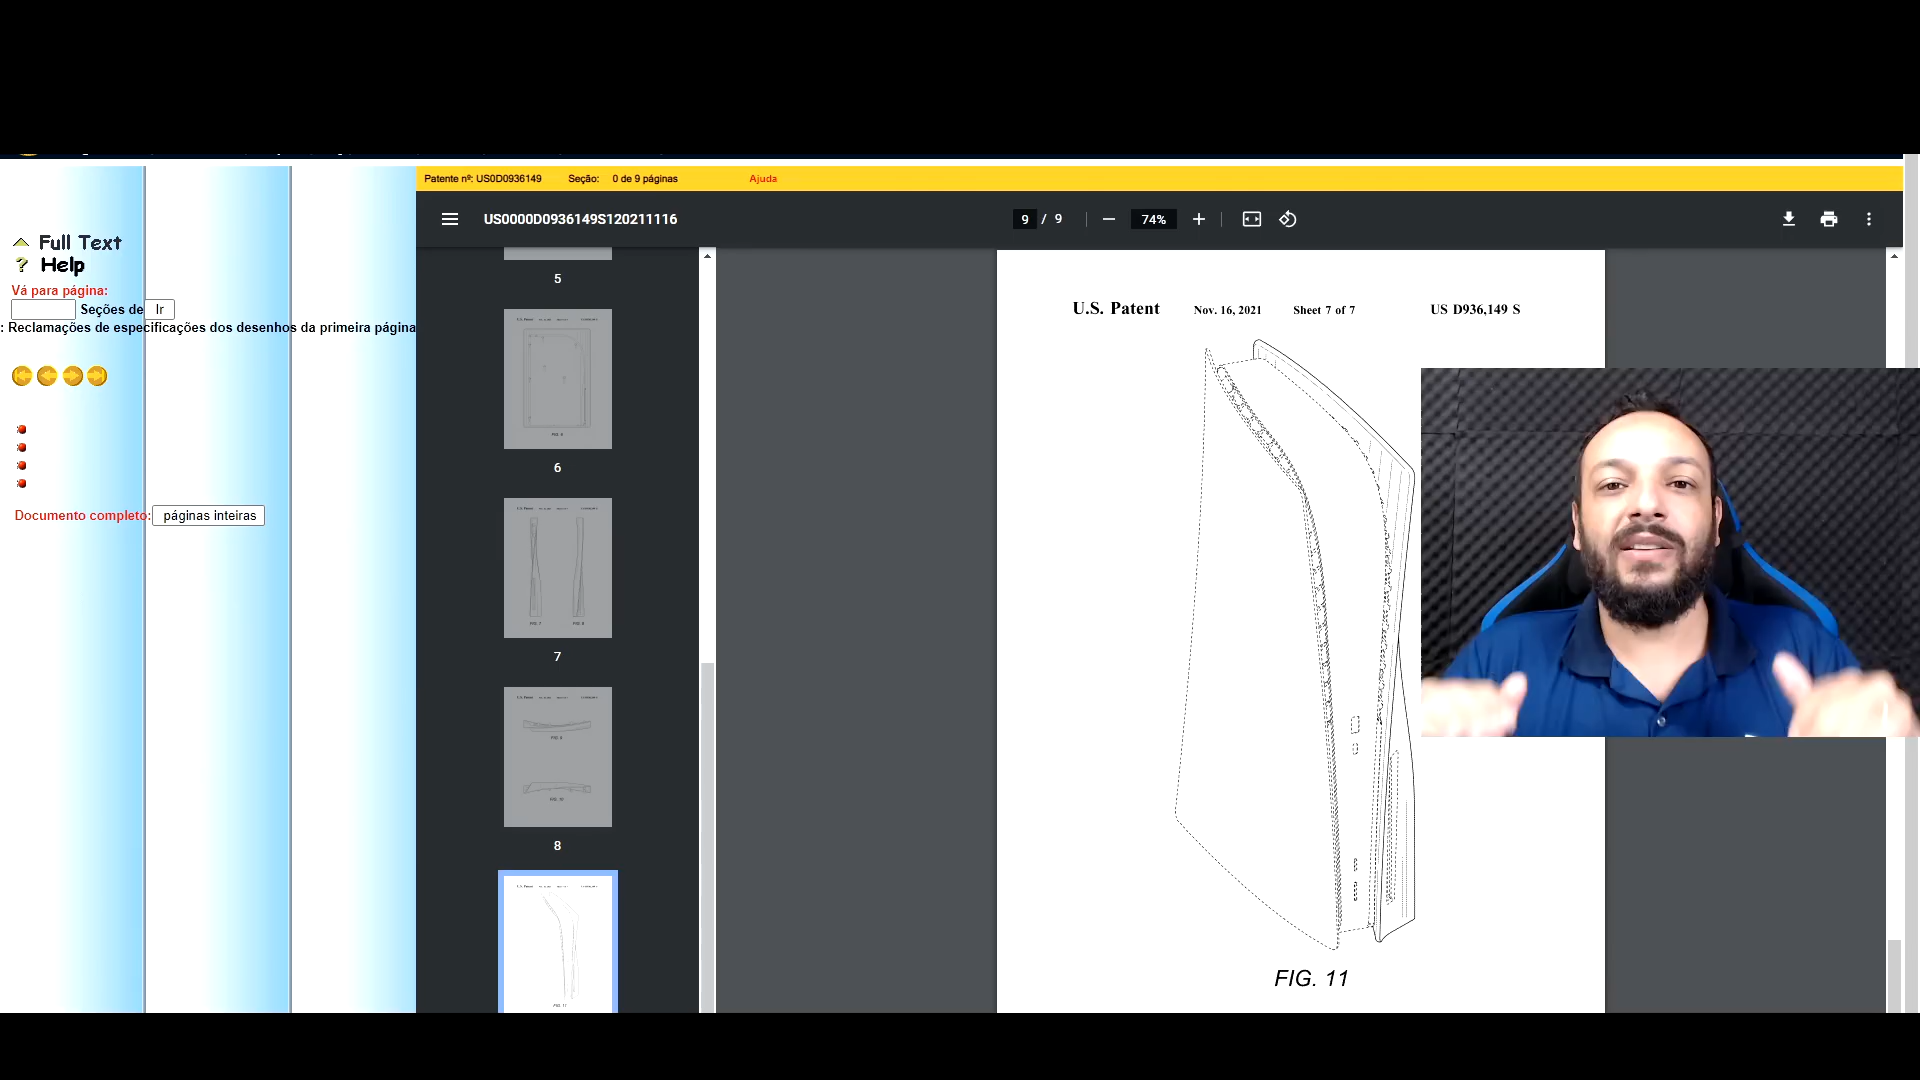 Patente nº: US0D0936149 Seção: 0 de 9 páginas Ajuda
US0000D0936149S120211116 9 / 9 74%
Full Text
? Help
Vá para página:
Seções de Ir
: Reclamações de especificações dos desenhos da primeira página
Documento completo: páginas inteiras
5
6
7
8
U.S. Patent Nov. 16, 2021 Sheet 7 of 7 US D936,149 S
FIG. 11